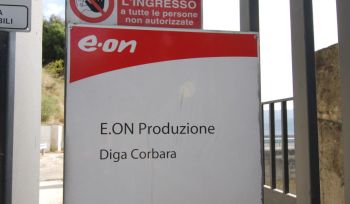 L'INGRESSO
a tutte le persone
non autorizzate
e·on
E.ON Produzione
Diga Corbara